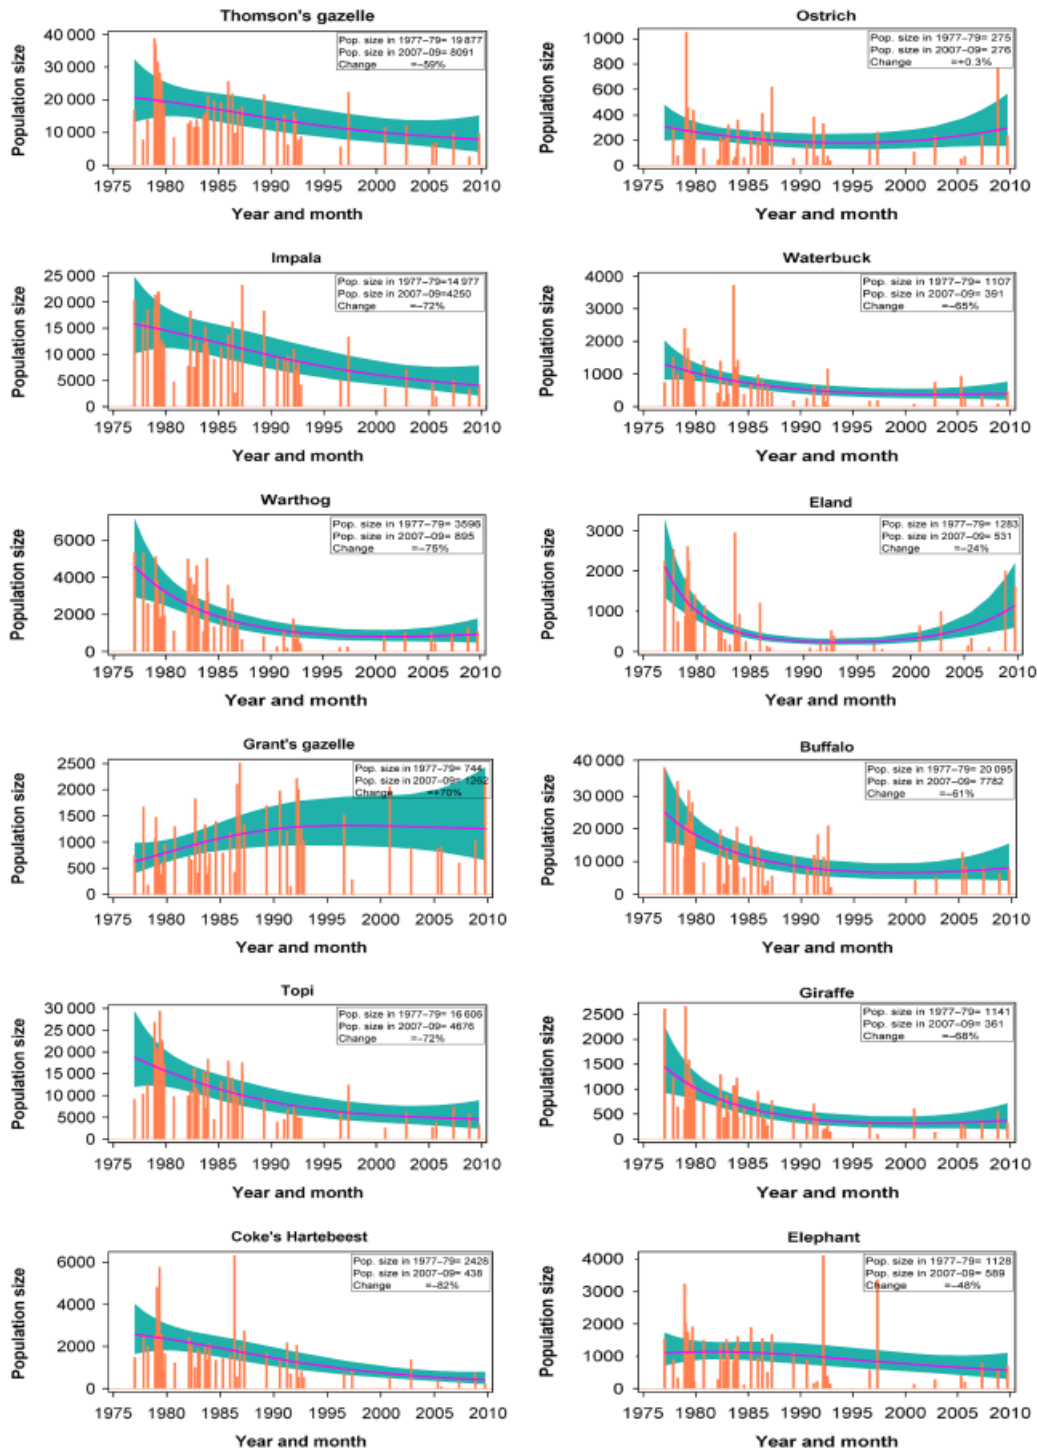 Thomson's gazelle
Population size
40 000
30 000
20 000
10 000
0
Pop. size in 1977–79= 19 877
Pop. size in 2007–09= 8091
Change =–59%
1975 1980 1985 1990 1995 2000 2005 2010
Year and month
Ostrich
Population size
1000
800
600
400
200
0
Pop. size in 1977–79= 275
Pop. size in 2007–09= 276
Change =+0.3%
1975 1980 1985 1990 1995 2000 2005 2010
Year and month
Impala
Population size
25 000
20 000
15 000
10 000
5000
0
Pop. size in 1977–79=14 977
Pop. size in 2007–09=4250
Change =–72%
1975 1980 1985 1990 1995 2000 2005 2010
Year and month
Waterbuck
Population size
4000
3000
2000
1000
0
Pop. size in 1977–79= 1107
Pop. size in 2007–09= 391
Change =–65%
1975 1980 1985 1990 1995 2000 2005 2010
Year and month
Warthog
Population size
6000
4000
2000
0
Pop. size in 1977–79= 3596
Pop. size in 2007–09= 895
Change =–75%
1975 1980 1985 1990 1995 2000 2005 2010
Year and month
Eland
Population size
3000
2000
1000
0
Pop. size in 1977–79= 1283
Pop. size in 2007–09= 531
Change =–24%
1975 1980 1985 1990 1995 2000 2005 2010
Year and month
Grant's gazelle
Population size
2500
2000
1500
1000
500
0
Pop. size in 1977–79= 744
Pop. size in 2007–09= 1262
Change =+70%
1975 1980 1985 1990 1995 2000 2005 2010
Year and month
Buffalo
Population size
40 000
30 000
20 000
10 000
0
Pop. size in 1977–79= 20 095
Pop. size in 2007–09= 7782
Change =–61%
1975 1980 1985 1990 1995 2000 2005 2010
Year and month
Topi
Population size
30 000
25 000
20 000
15 000
10 000
5000
0
Pop. size in 1977–79= 16 606
Pop. size in 2007–09= 4676
Change =–72%
1975 1980 1985 1990 1995 2000 2005 2010
Year and month
Giraffe
Population size
2500
2000
1500
1000
500
0
Pop. size in 1977–79= 1141
Pop. size in 2007–09= 361
Change =–68%
1975 1980 1985 1990 1995 2000 2005 2010
Year and month
Coke's Hartebeest
Population size
6000
4000
2000
0
Pop. size in 1977–79= 2428
Pop. size in 2007–09= 438
Change =–82%
1975 1980 1985 1990 1995 2000 2005 2010
Year and month
Elephant
Population size
4000
3000
2000
1000
0
Pop. size in 1977–79= 1128
Pop. size in 2007–09= 589
Change =–48%
1975 1980 1985 1990 1995 2000 2005 2010
Year and month